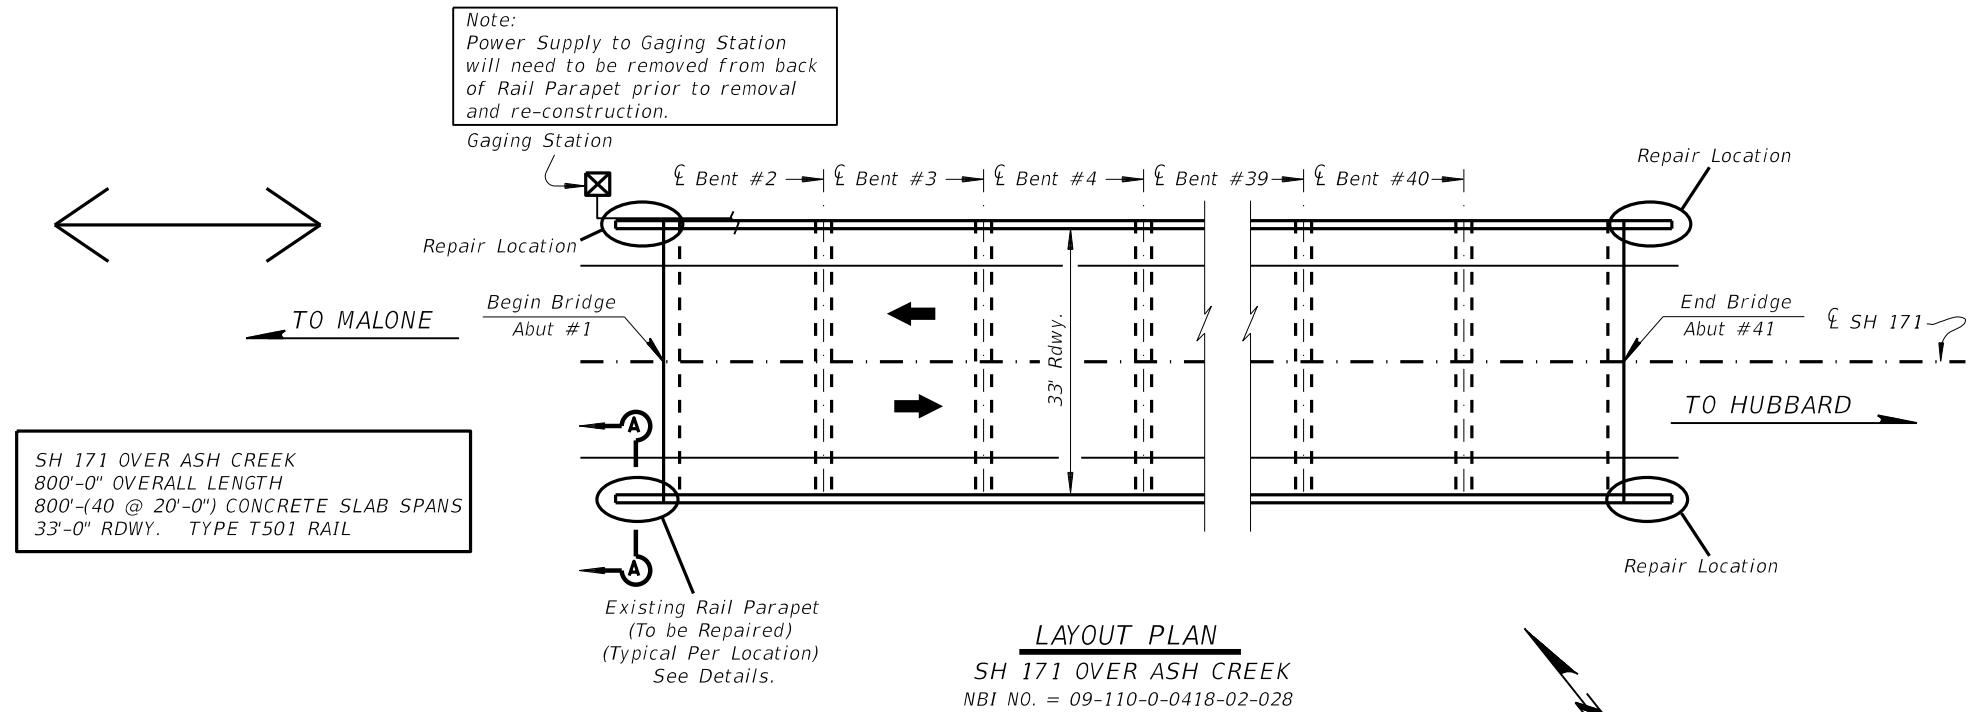 Note:
Power Supply to Gaging Station
will need to be removed from back
of Rail Parapet prior to removal
and re-construction.
Gaging Station
℄ Bent #2
℄ Bent #3
℄ Bent #4
℄ Bent #39
℄ Bent #40
Repair Location
Repair Location
Begin Bridge
Abut #1
TO MALONE
33' Rdwy.
End Bridge
Abut #41
℄ SH 171
TO HUBBARD
SH 171 OVER ASH CREEK
800'-0" OVERALL LENGTH
800'-(40 @ 20'-0") CONCRETE SLAB SPANS
33'-0" RDWY. TYPE T501 RAIL
A
A
Existing Rail Parapet
(To be Repaired)
(Typical Per Location)
See Details.
Repair Location
LAYOUT PLAN
SH 171 OVER ASH CREEK
NBI NO. = 09-110-0-0418-02-028